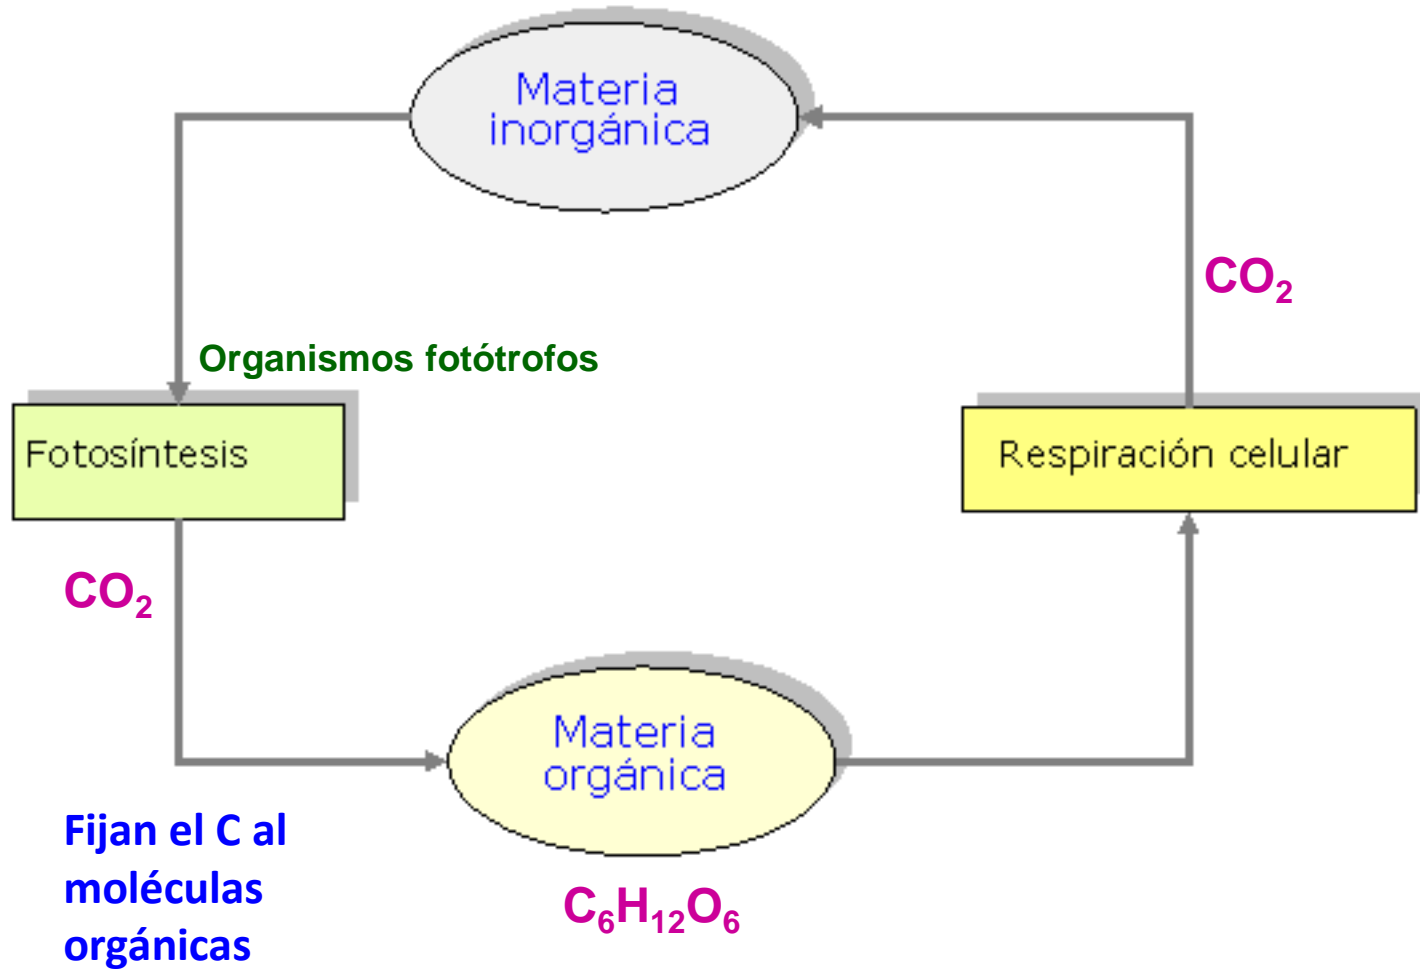 Materia
inorgánica
CO₂
Organismos fotótrofos
Fotosíntesis
Respiración celular
CO₂
Materia
orgánica
Fijan el C al
moléculas
orgánicas
C₆H₁₂O₆